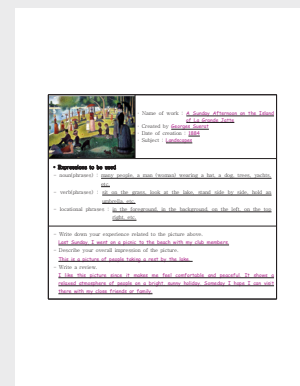 Name of work : A Sunday Afternoon on the Island
of La Grande Jatte
Created by Georges Suerat
Date of creation : 1884
Subject : Landscapes
• Expressions to be used
- noun(phrases) : many people, a man (woman) wearing a hat, a dog, trees, yachts,
etc.
- verb(phrases) : sit on the grass, look at the lake, stand side by side, hold an
umbrella, etc.
- locational phrases : in the foreground, in the background, on the left, on the top
right, etc.
- Write down your experience related to the picture above.
Last Sunday, I went on a picnic to the beach with my club members.
- Describe your overall impression of the picture.
This is a picture of people taking a rest by the lake.
- Write a review.
I like this picture since it makes me feel comfortable and peaceful. It shows a
relaxed atmosphere of people on a bright, sunny holiday. Someday I hope I can visit
there with my close friends or family.